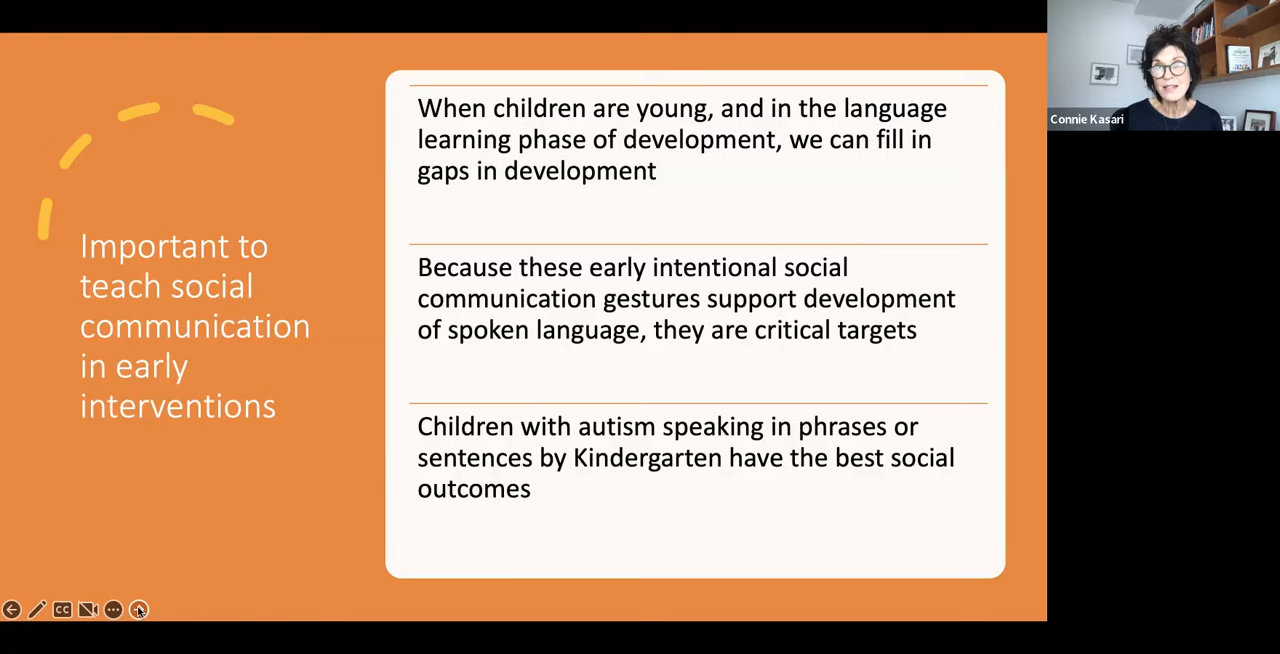 Important to
teach social
communication
in early
interventions
When children are young, and in the language
learning phase of development, we can fill in
gaps in development
Because these early intentional social
communication gestures support development
of spoken language, they are critical targets
Children with autism speaking in phrases or
sentences by Kindergarten have the best social
outcomes
Connie Kasari
CC